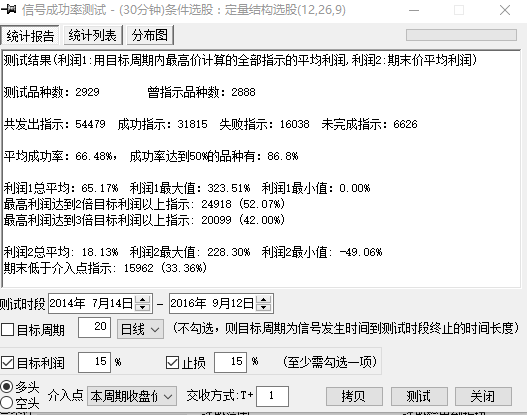 信号成功率测试 - (30分钟)条件选股：定量结构选股(12,26,9)
统计报告 统计列表 分布图
测试结果(利润1:用目标周期内最高价计算的全部指示的平均利润,利润2:期末价平均利润)
测试品种数：2929 曾指示品种数：2888
共发出指示：54479 成功指示：31815 失败指示：16038 未完成指示：6626
平均成功率：66.48%， 成功率达到50%的品种有：86.8%
利润1总平均：65.17% 利润1最大值：323.51% 利润1最小值：0.00%
最高利润达到2倍目标利润以上指示：24918 (52.07%)
最高利润达到3倍目标利润以上指示：20099 (42.00%)
利润2总平均：18.13% 利润2最大值：228.30% 利润2最小值：-49.06%
期末低于介入点指示：15962 (33.36%)
测试时段 2014年 7月14日 - 2016年 9月12日
目标周期 20 日线 (不勾选，则目标周期为信号发生时间到测试时段终止的时间长度)
目标利润 15 % 止损 15 % (至少需勾选一项)
多头
空头
介入点 本周期收盘价 交收方式:T+ 1 拷贝 测试 关闭